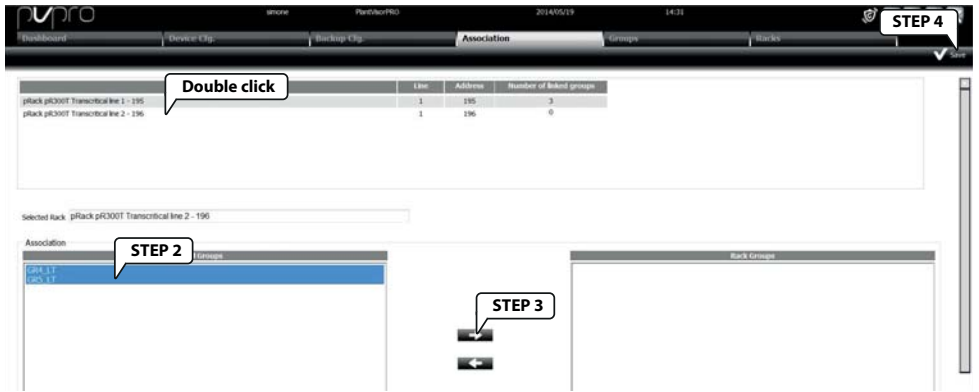 pvpro simone PlantVisorPRO 2014/05/19 14:31
STEP 4
Dashboard Device Cfg. Backup Cfg. Association Groups Racks
Save
Double click
Line Address Number of linked groups
pRack pR300T Transcritical line 1 - 195 1 195 3
pRack pR300T Transcritical line 2 - 196 1 196 0
Selected Rack pRack pR300T Transcritical line 2 - 196
Association
STEP 2
Groups Rack Groups
GR4_LT
GR5_LT
STEP 3